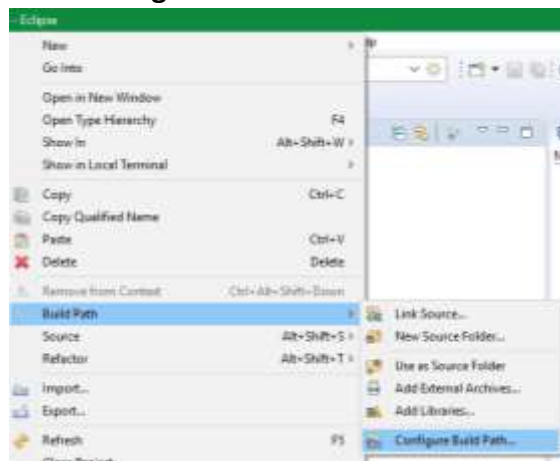 - Eclipse
New
Go Into
Open in New Window
Open Type Hierarchy F4
Show In Alt+Shift+W
Show in Local Terminal
Copy Ctrl+C
Copy Qualified Name
Paste Ctrl+V
Delete Delete
Remove from Context Ctrl+Alt+Shift+Down
Build Path
Source Alt+Shift+S
Refactor Alt+Shift+T
Import...
Export...
Refresh F5
Link Source...
New Source Folder...
Use as Source Folder
Add External Archives...
Add Libraries...
Configure Build Path...